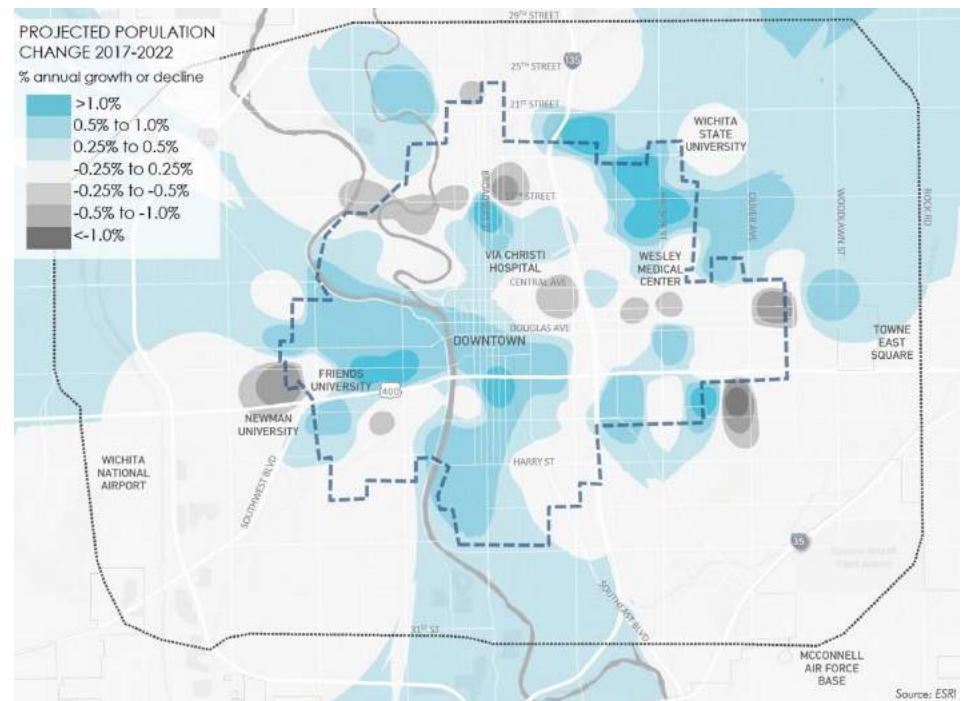 PROJECTED POPULATION
CHANGE 2017-2022
% annual growth or decline
>1.0%
0.5% to 1.0%
0.25% to 0.5%
-0.25% to 0.25%
-0.25% to -0.5%
-0.5% to -1.0%
<-1.0%
29TH STREET
135
25TH STREET
21ST STREET
WICHITA
STATE
UNIVERSITY
STREET
OLIVER AVE
WOODLAWN ST
ROCK RD
VIA CHRISTI
HOSPITAL
WESLEY
MEDICAL
CENTER
CENTRAL AVE
DOUGLAS AVE
DOWNTOWN
TOWNE
EAST
SQUARE
FRIENDS
UNIVERSITY
400
NEWMAN
UNIVERSITY
HARRY ST
WICHITA
NATIONAL
AIRPORT
SOUTHWEST BLVD
35
SOUTHEAST BLVD
31ST ST
MCCONNELL
AIR FORCE
BASE
Source: ESRI